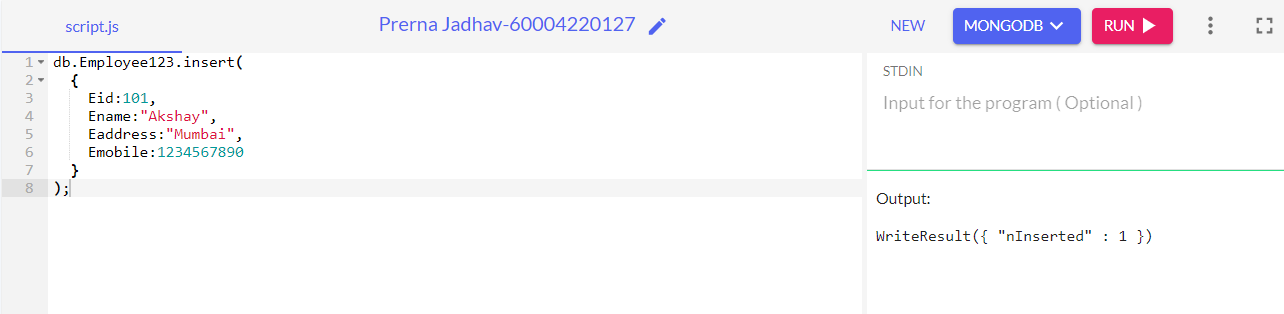 script.js
Prerna Jadhav-60004220127
NEW
MONGODB
RUN
1 db.Employee123.insert(
2 {
3 Eid:101,
4 Ename:"Akshay",
5 Eaddress:"Mumbai",
6 Emobile:1234567890
7 }
8 );
STDIN
Input for the program ( Optional )
Output:
WriteResult({ "nInserted" : 1 })